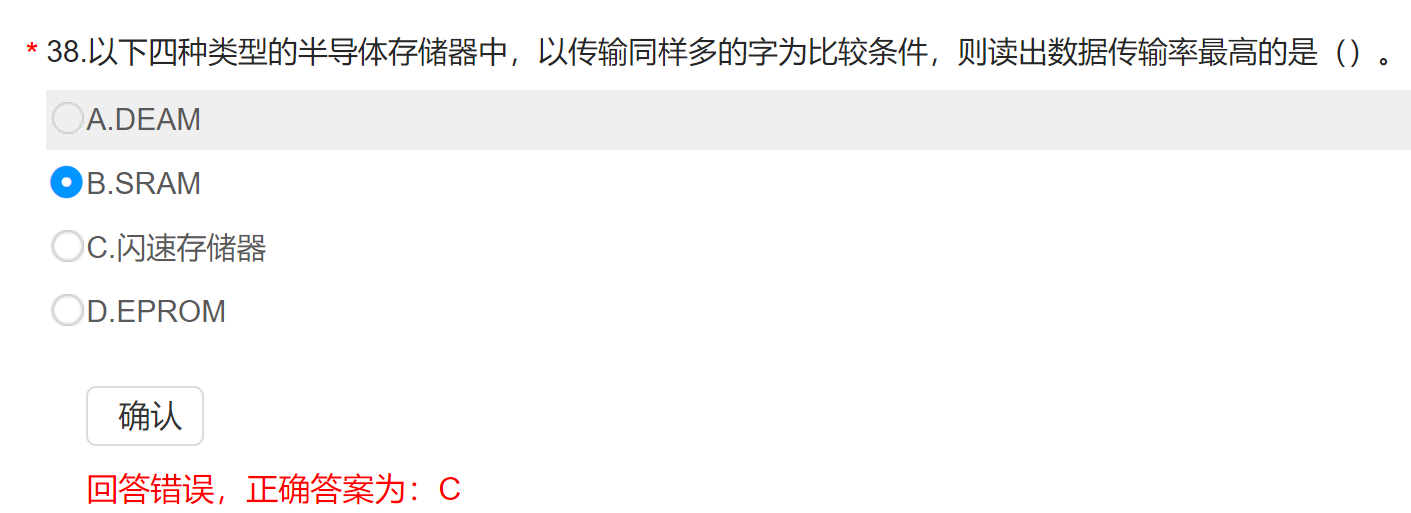 * 38.以下四种类型的半导体存储器中，以传输同样多的字为比较条件，则读出数据传输率最高的是（）。
A.DEAM
B.SRAM
C.闪速存储器
D.EPROM
确认
回答错误，正确答案为：C